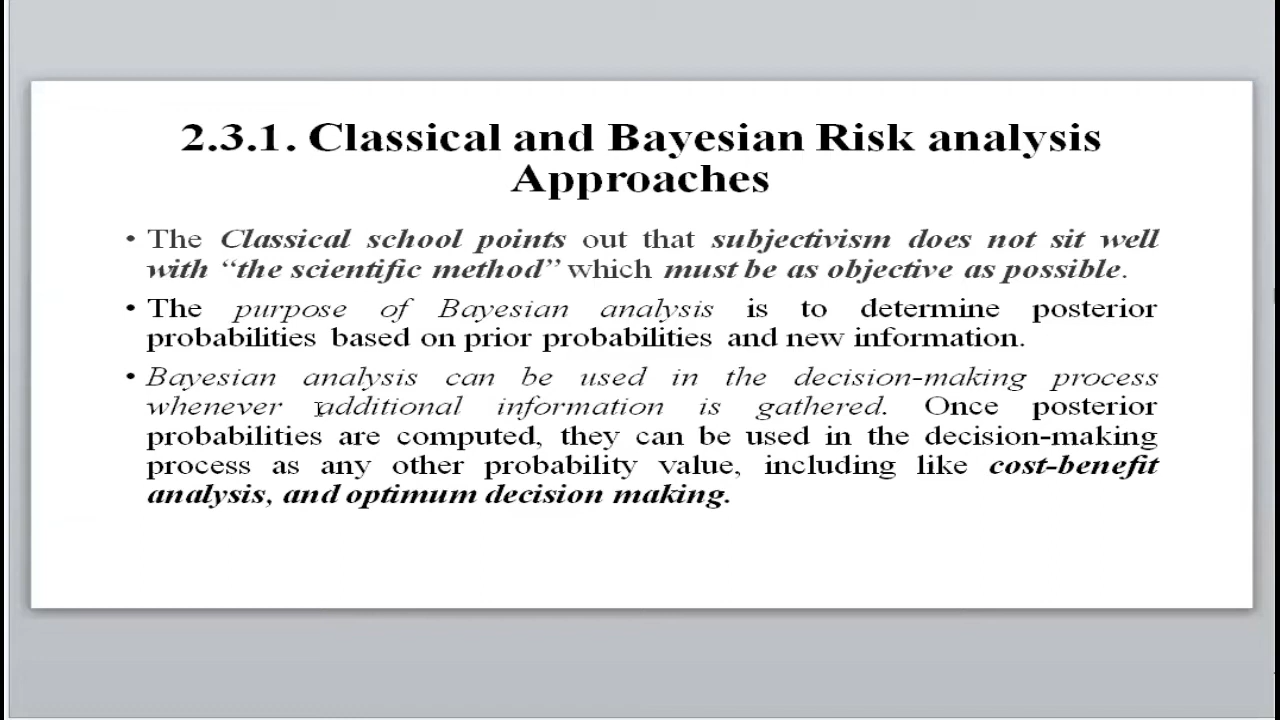 2.3.1. Classical and Bayesian Risk analysis
Approaches
• The Classical school points out that subjectivism does not sit well
with “the scientific method” which must be as objective as possible.
• The purpose of Bayesian analysis is to determine posterior
probabilities based on prior probabilities and new information.
• Bayesian analysis can be used in the decision-making process
whenever additional information is gathered. Once posterior
probabilities are computed, they can be used in the decision-making
process as any other probability value, including like cost-benefit
analysis, and optimum decision making.